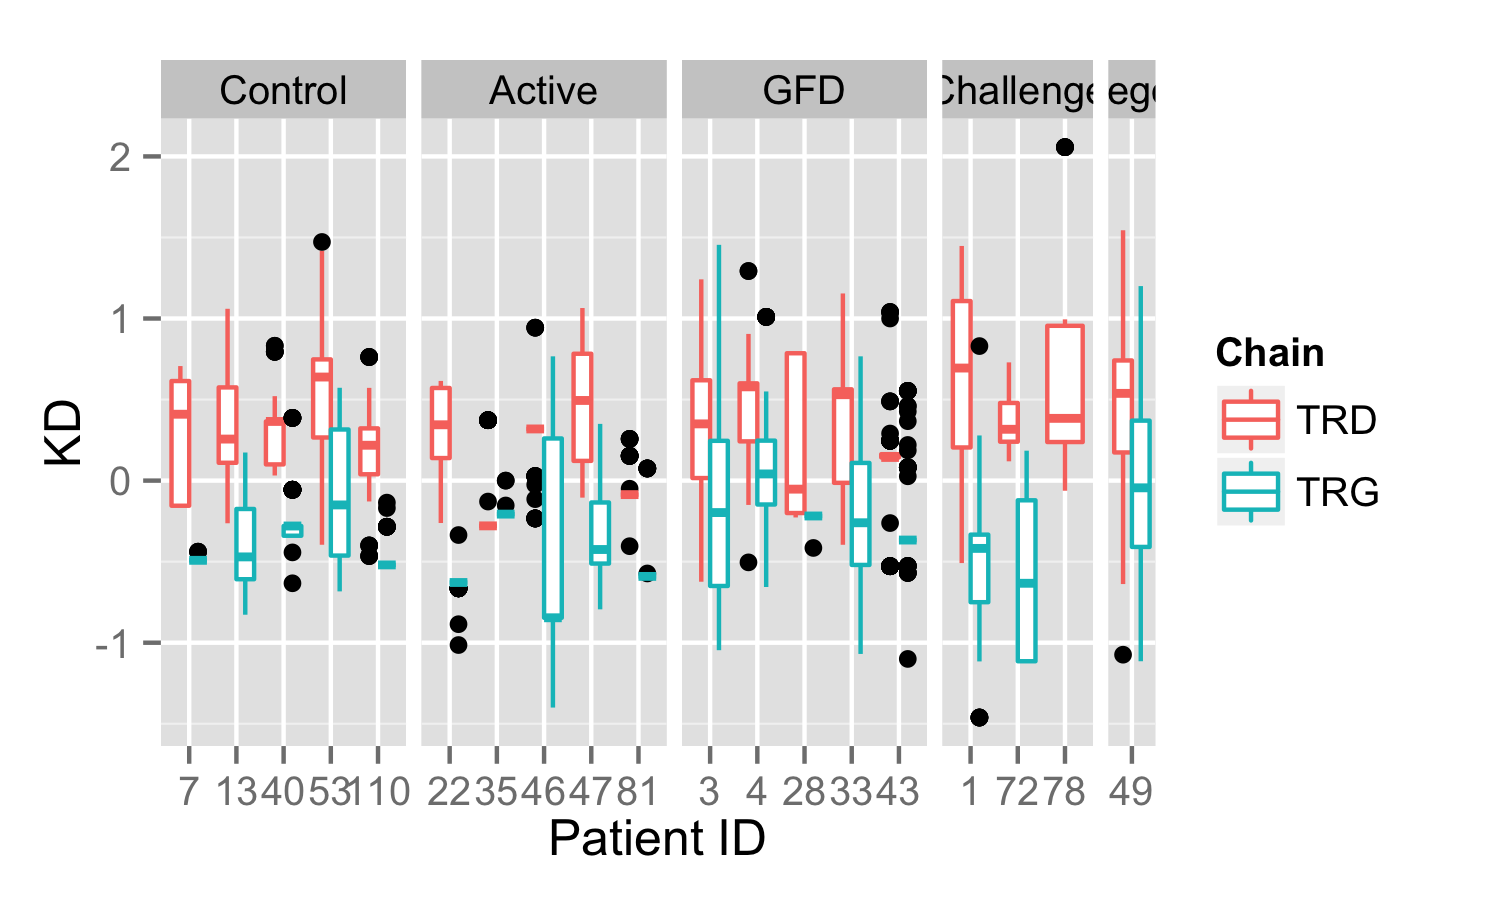 Control Active GFD Challenge ege
2
1
0
-1
KD
7 13 40 53 110 22 35 46 47 81 3 4 28 33 43 1 72 78 49
Patient ID
Chain
TRD
TRG